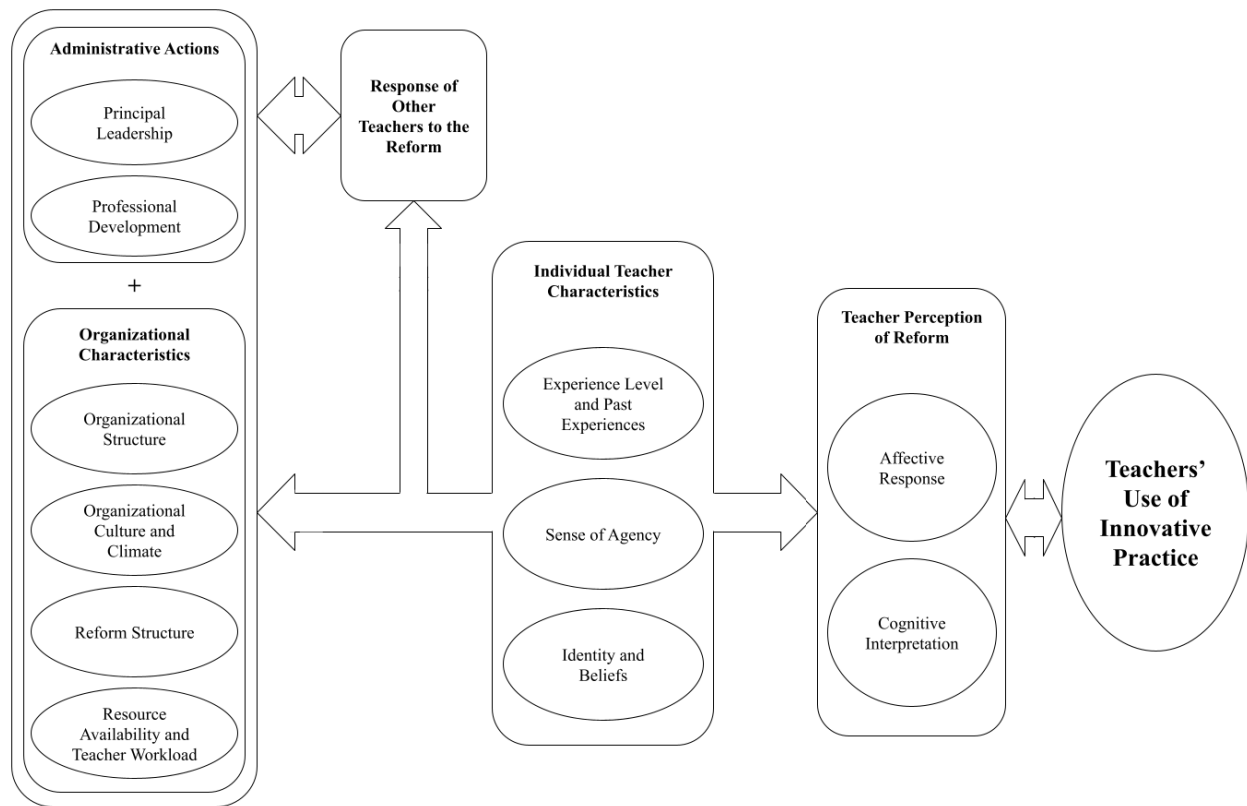 Administrative Actions
Principal
Leadership
Professional
Development
+
Organizational
Characteristics
Organizational
Structure
Organizational
Culture and
Climate
Reform Structure
Resource
Availability and
Teacher Workload
Response of
Other
Teachers to the
Reform
Individual Teacher
Characteristics
Experience Level
and Past
Experiences
Sense of Agency
Identity and
Beliefs
Teacher Perception
of Reform
Affective
Response
Cognitive
Interpretation
Teachers’
Use of
Innovative
Practice